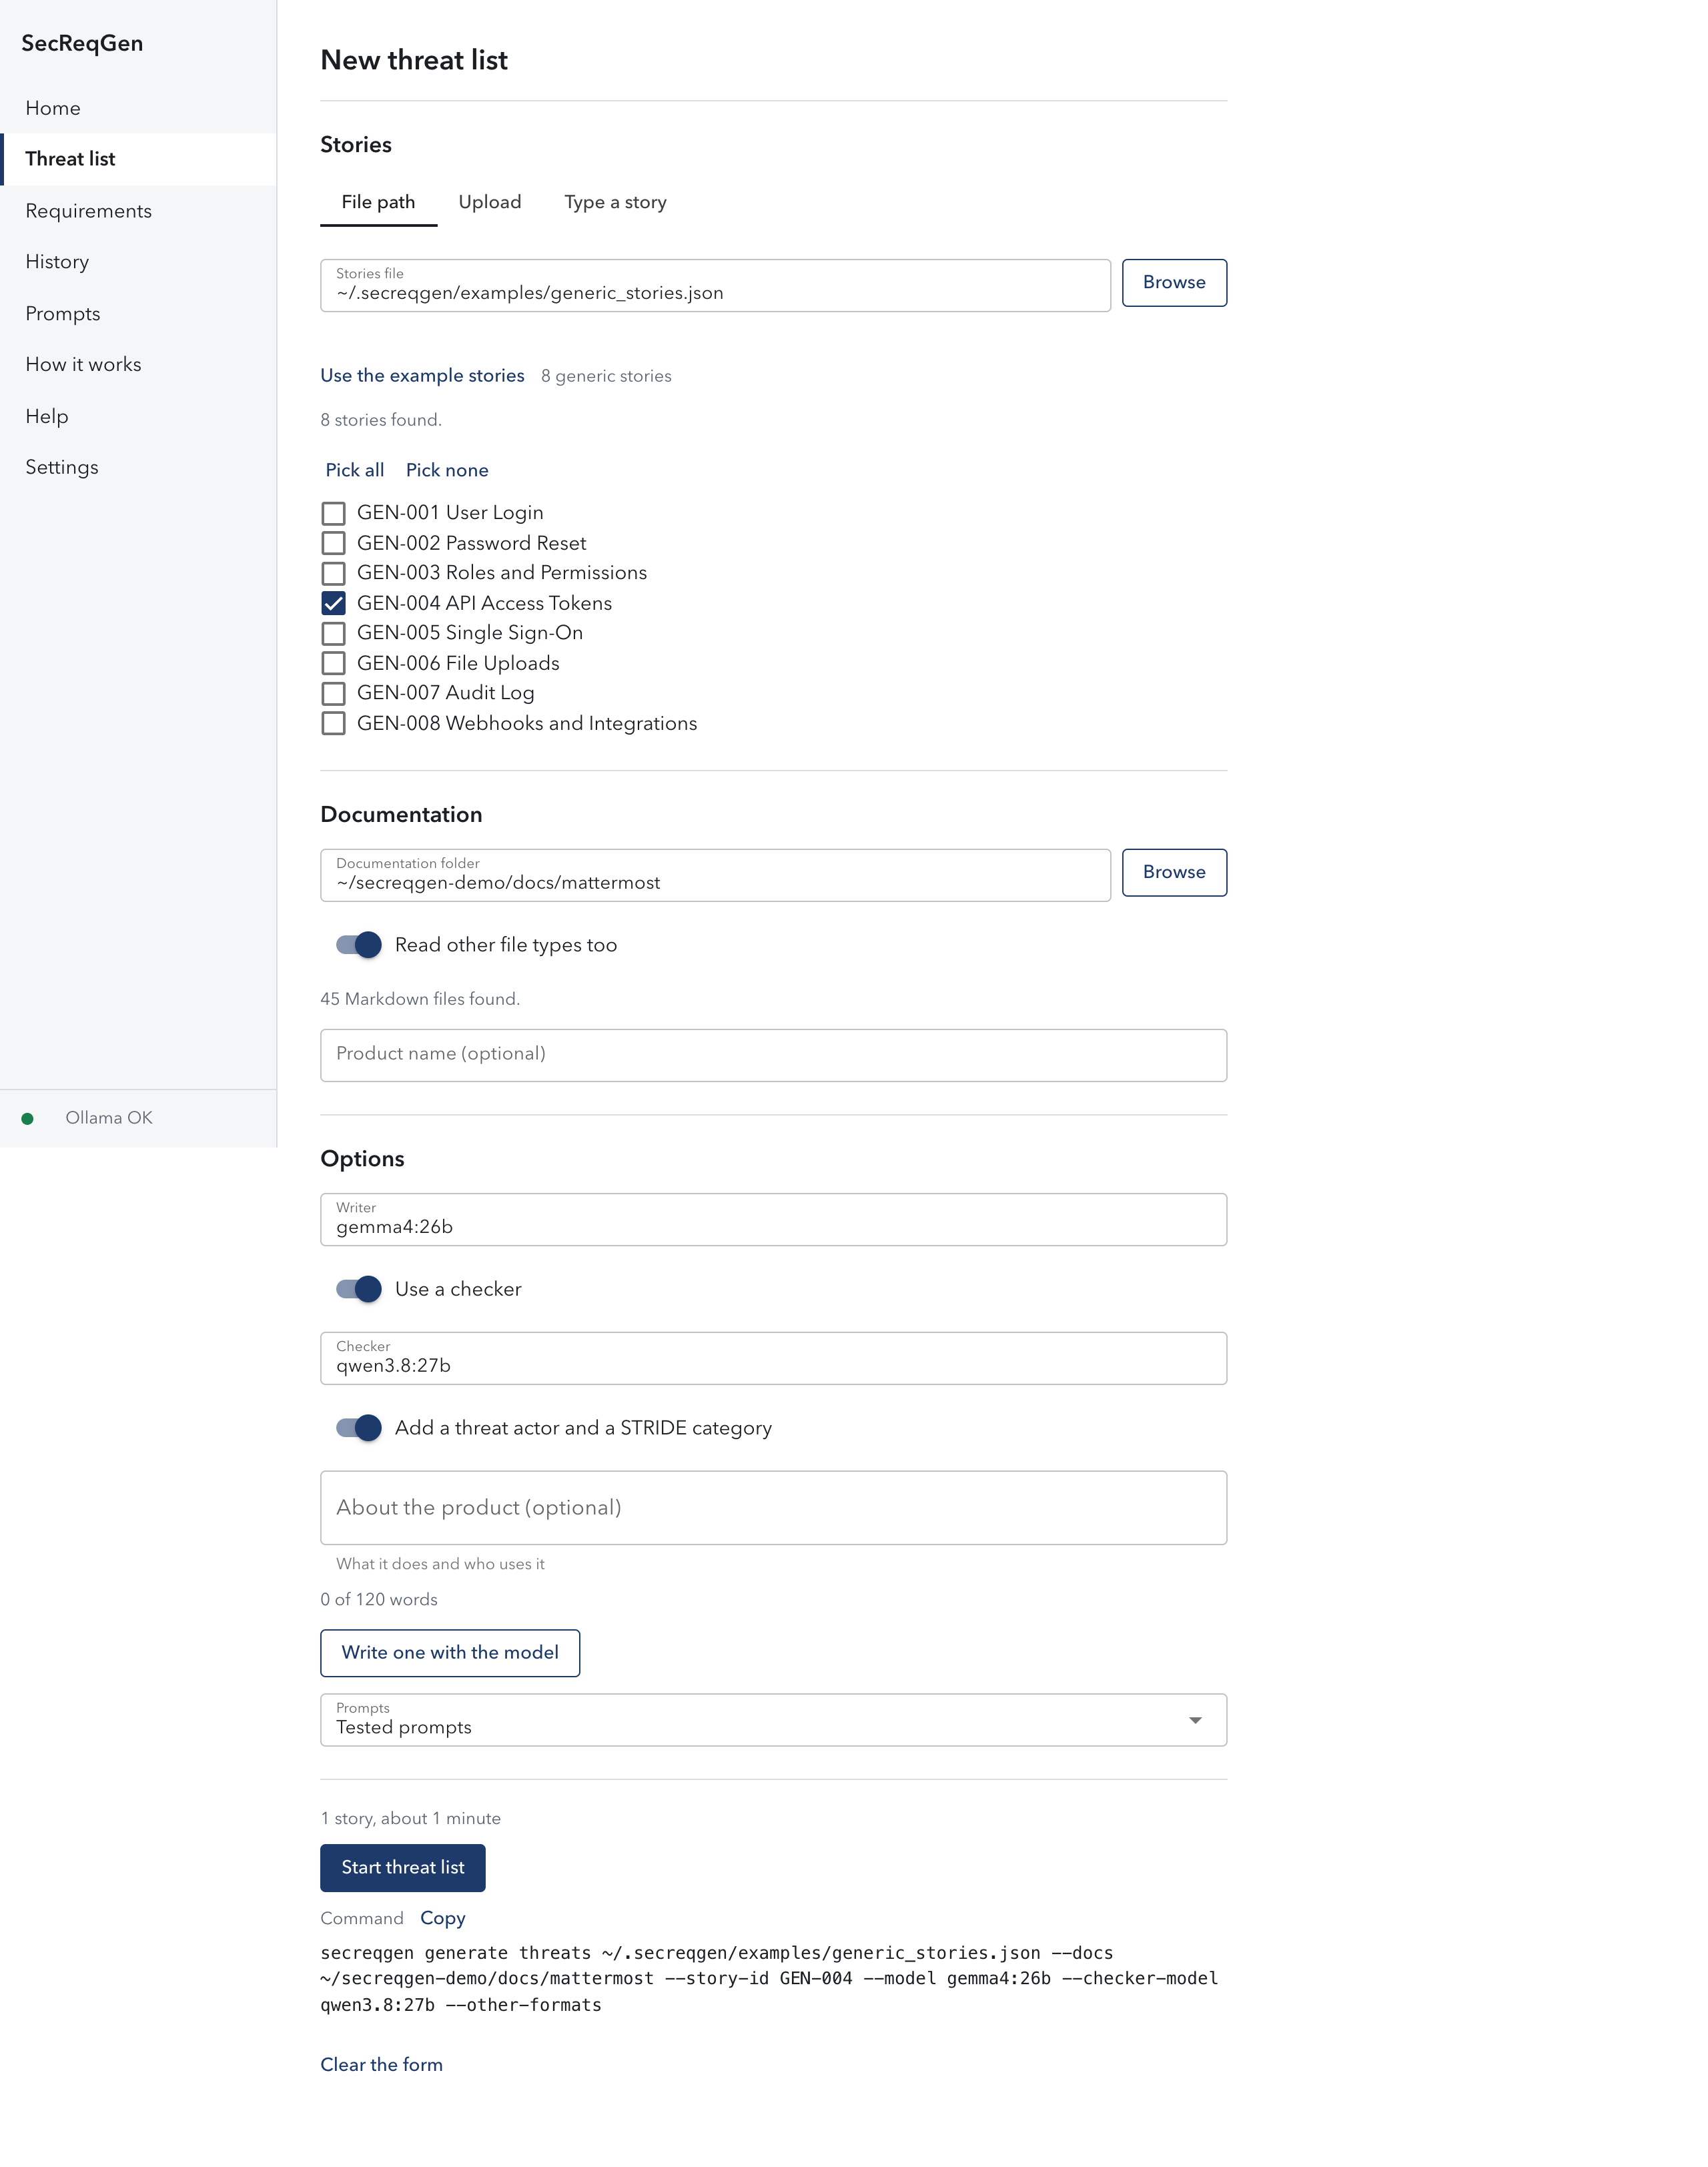 SecReqGen
Home
Threat list
Requirements
History
Prompts
How it works
Help
Settings
Ollama OK
New threat list
Stories
File path Upload Type a story
Stories file
~/.secreqgen/examples/generic_stories.json
Browse
Use the example stories 8 generic stories
8 stories found.
Pick all Pick none
GEN-001 User Login
GEN-002 Password Reset
GEN-003 Roles and Permissions
GEN-004 API Access Tokens
GEN-005 Single Sign-On
GEN-006 File Uploads
GEN-007 Audit Log
GEN-008 Webhooks and Integrations
Documentation
Documentation folder
~/secreqgen-demo/docs/mattermost
Browse
Read other file types too
45 Markdown files found.
Product name (optional)
Options
Writer
gemma4:26b
Use a checker
Checker
qwen3.8:27b
Add a threat actor and a STRIDE category
About the product (optional)
What it does and who uses it
0 of 120 words
Write one with the model
Prompts
Tested prompts
1 story, about 1 minute
Start threat list
Command Copy
secreqgen generate threats ~/.secreqgen/examples/generic_stories.json --docs
~/secreqgen-demo/docs/mattermost --story-id GEN-004 --model gemma4:26b --checker-model
qwen3.8:27b --other-formats
Clear the form